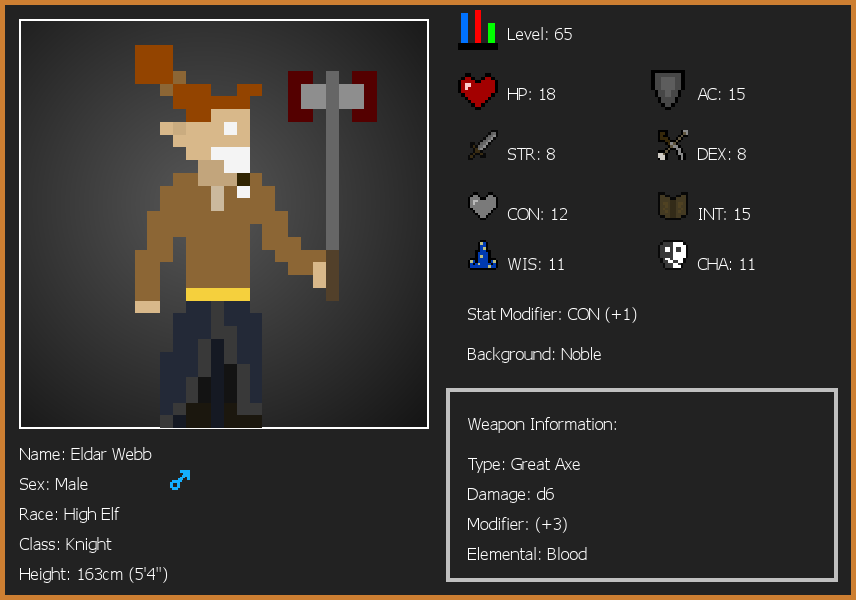 Level: 65
HP: 18
AC: 15
STR: 8
DEX: 8
CON: 12
INT: 15
WIS: 11
CHA: 11
Stat Modifier: CON (+1)
Background: Noble
Weapon Information:
Type: Great Axe
Damage: d6
Modifier: (+3)
Elemental: Blood
Name: Eldar Webb
Sex: Male
Race: High Elf
Class: Knight
Height: 163cm (5'4")